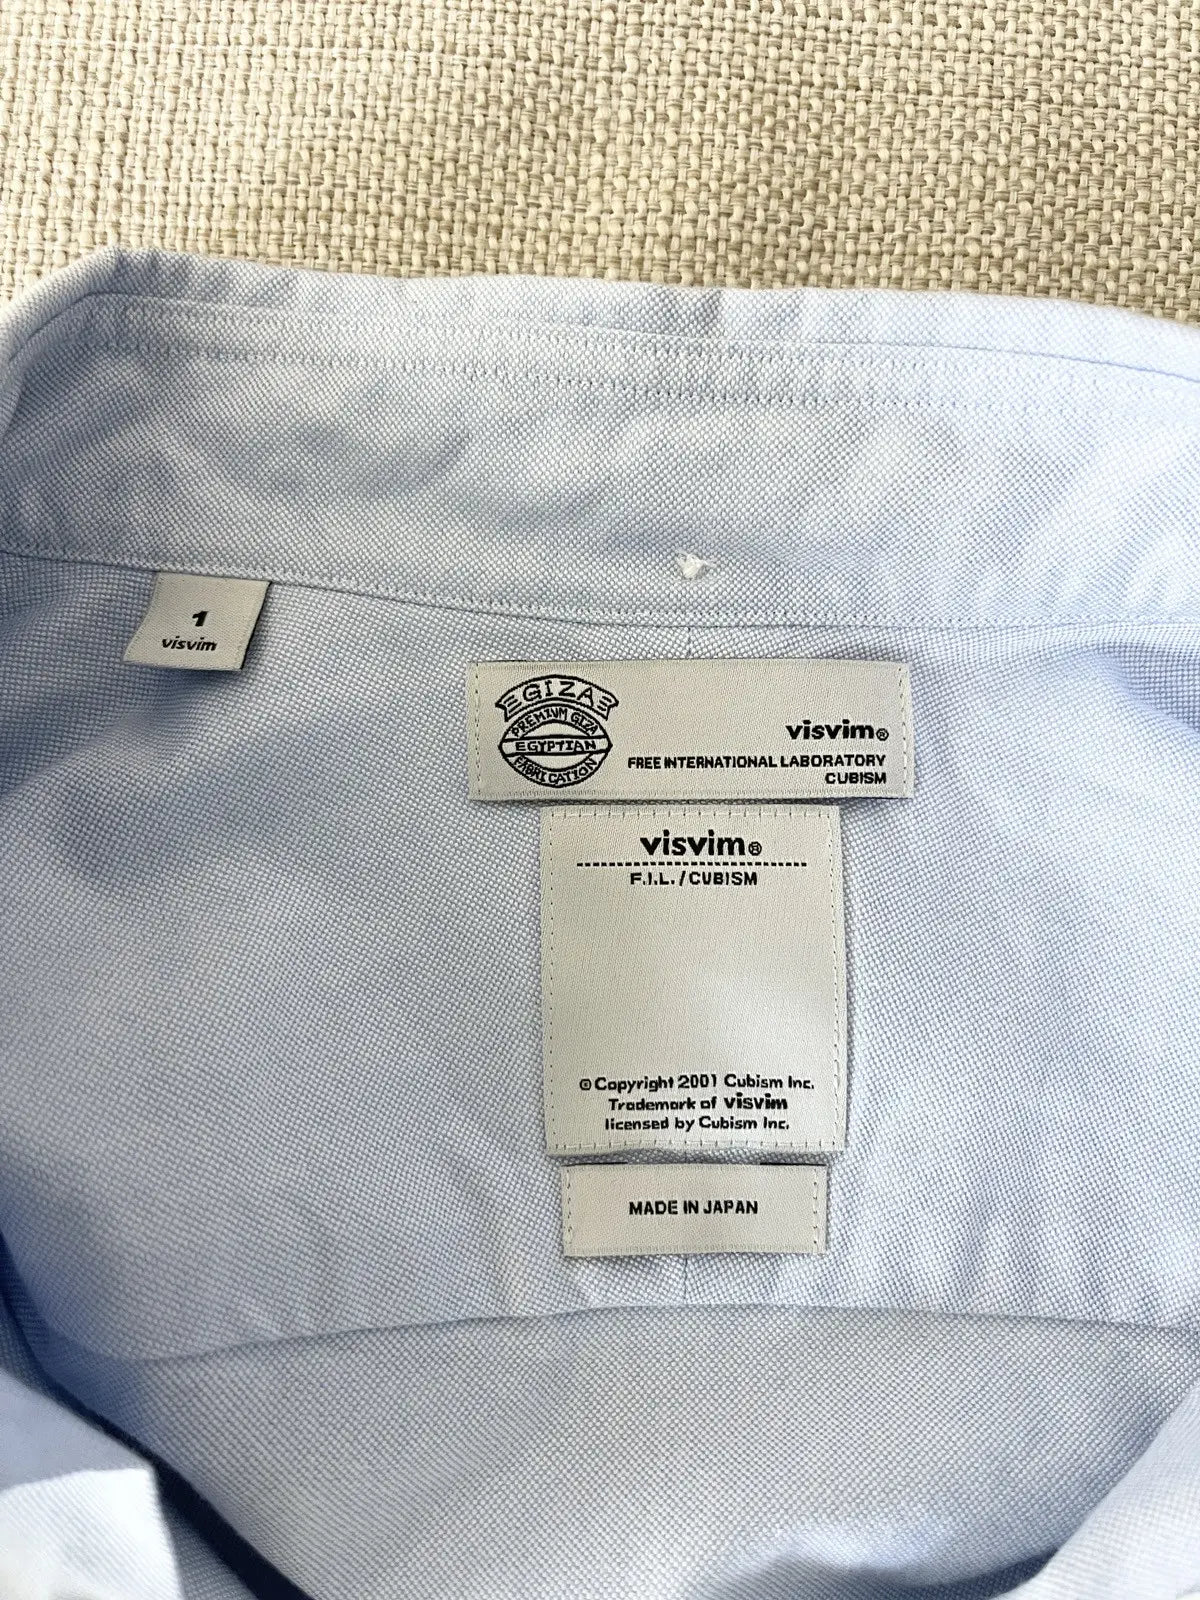 1
visvim
GIZA
PREMIUM GIZA
EGYPTIAN
FABRICATION
visvim®
FREE INTERNATIONAL LABORATORY
CUBISM
visvim®
F.I.L./CUBISM
© Copyright 2001 Cubism Inc.
Trademark of visvim
licensed by Cubism Inc.
MADE IN JAPAN